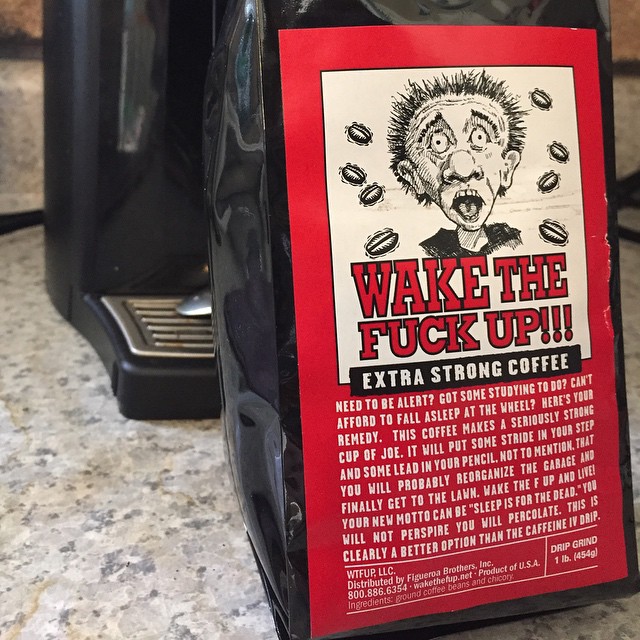 WAKE THE
FUCK UP!!!
EXTRA STRONG COFFEE
NEED TO BE ALERT? GOT SOME STUDYING TO DO? CAN'T
AFFORD TO FALL ASLEEP AT THE WHEEL? HERE'S YOUR
REMEDY. THIS COFFEE MAKES A SERIOUSLY STRONG
CUP OF JOE. IT WILL PUT SOME STRIDE IN YOUR STEP
AND SOME LEAD IN YOUR PENCIL. NOT TO MENTION, THAT
YOU WILL PROBABLY REORGANIZE THE GARAGE AND
FINALLY GET TO THE LAWN. WAKE THE F UP AND LIVE!
YOUR NEW MOTTO CAN BE "SLEEP IS FOR THE DEAD." YOU
WILL NOT PERSPIRE YOU WILL PERCOLATE. THIS IS
CLEARLY A BETTER OPTION THAN THE CAFFEINE IV DRIP.
WTFUP, LLC.
Distributed by Figueroa Brothers, Inc.
800.886.6354 · wakethefup.net · Product of U.S.A.
Ingredients: ground coffee beans and chicory.
DRIP GRIND
1 lb. (454g)